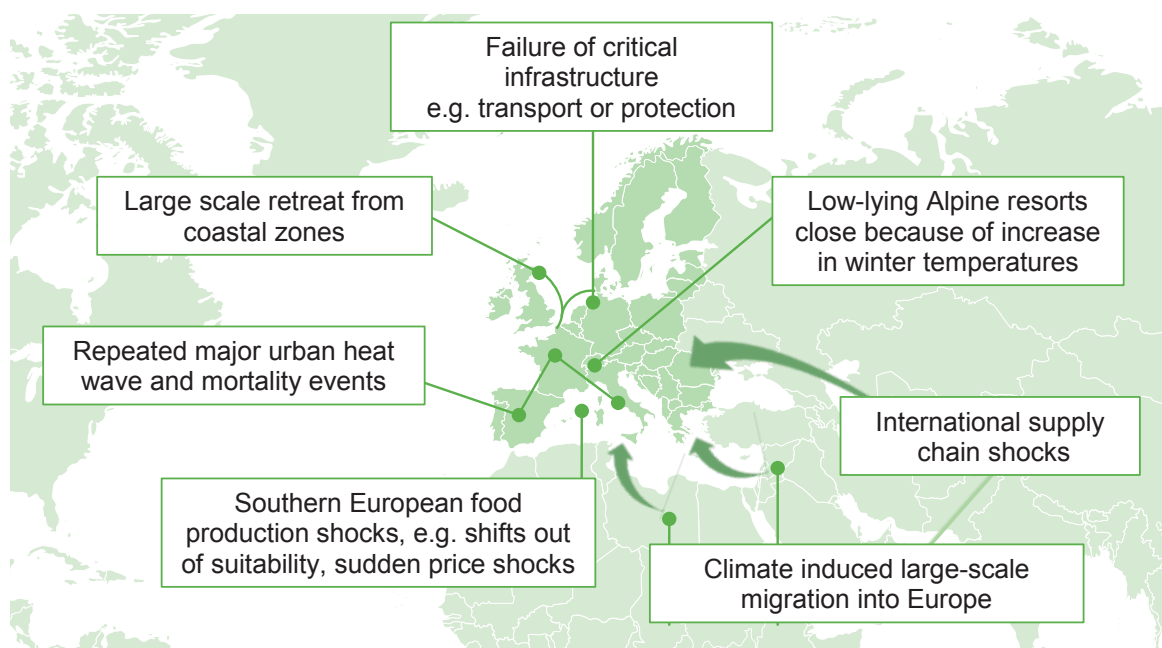 Failure of critical
infrastructure
e.g. transport or protection
Large scale retreat from
coastal zones
Low-lying Alpine resorts
close because of increase
in winter temperatures
Repeated major urban heat
wave and mortality events
International supply
chain shocks
Southern European food
production shocks, e.g. shifts out
of suitability, sudden price shocks
Climate induced large-scale
migration into Europe